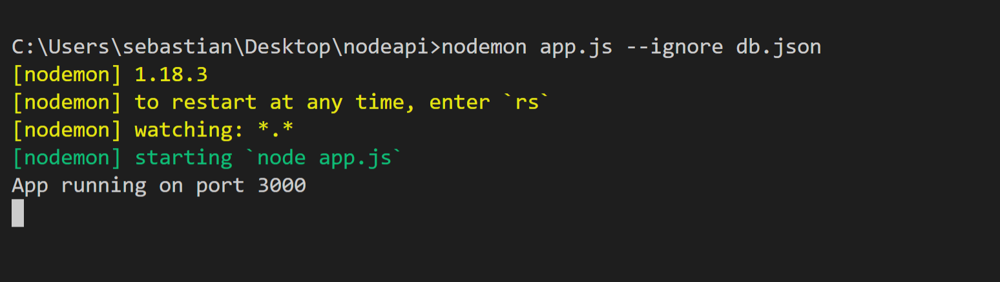 C:\Users\sebastian\Desktop\nodeapi>nodemon app.js --ignore db.json
[nodemon] 1.18.3
[nodemon] to restart at any time, enter `rs`
[nodemon] watching: *.*
[nodemon] starting `node app.js`
App running on port 3000